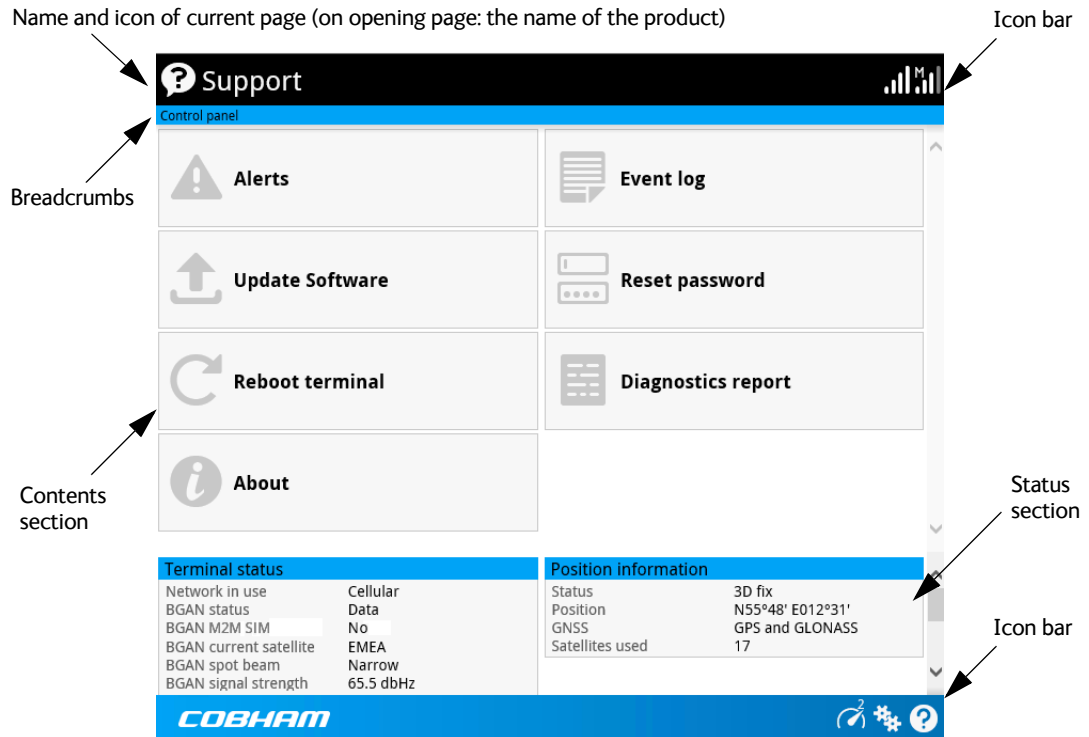 Name and icon of current page (on opening page: the name of the product)
Icon bar
Support
M
Control panel
Breadcrumbs
Alerts
Event log
Update Software
Reset password
Reboot terminal
Diagnostics report
Contents
section
About
Status
section
Terminal status
Network in use Cellular
BGAN status Data
BGAN M2M SIM No
BGAN current satellite EMEA
BGAN spot beam Narrow
BGAN signal strength 65.5 dbHz
Position information
Status 3D fix
Position N55°48' E012°31'
GNSS GPS and GLONASS
Satellites used 17
Icon bar
COBHAM
2